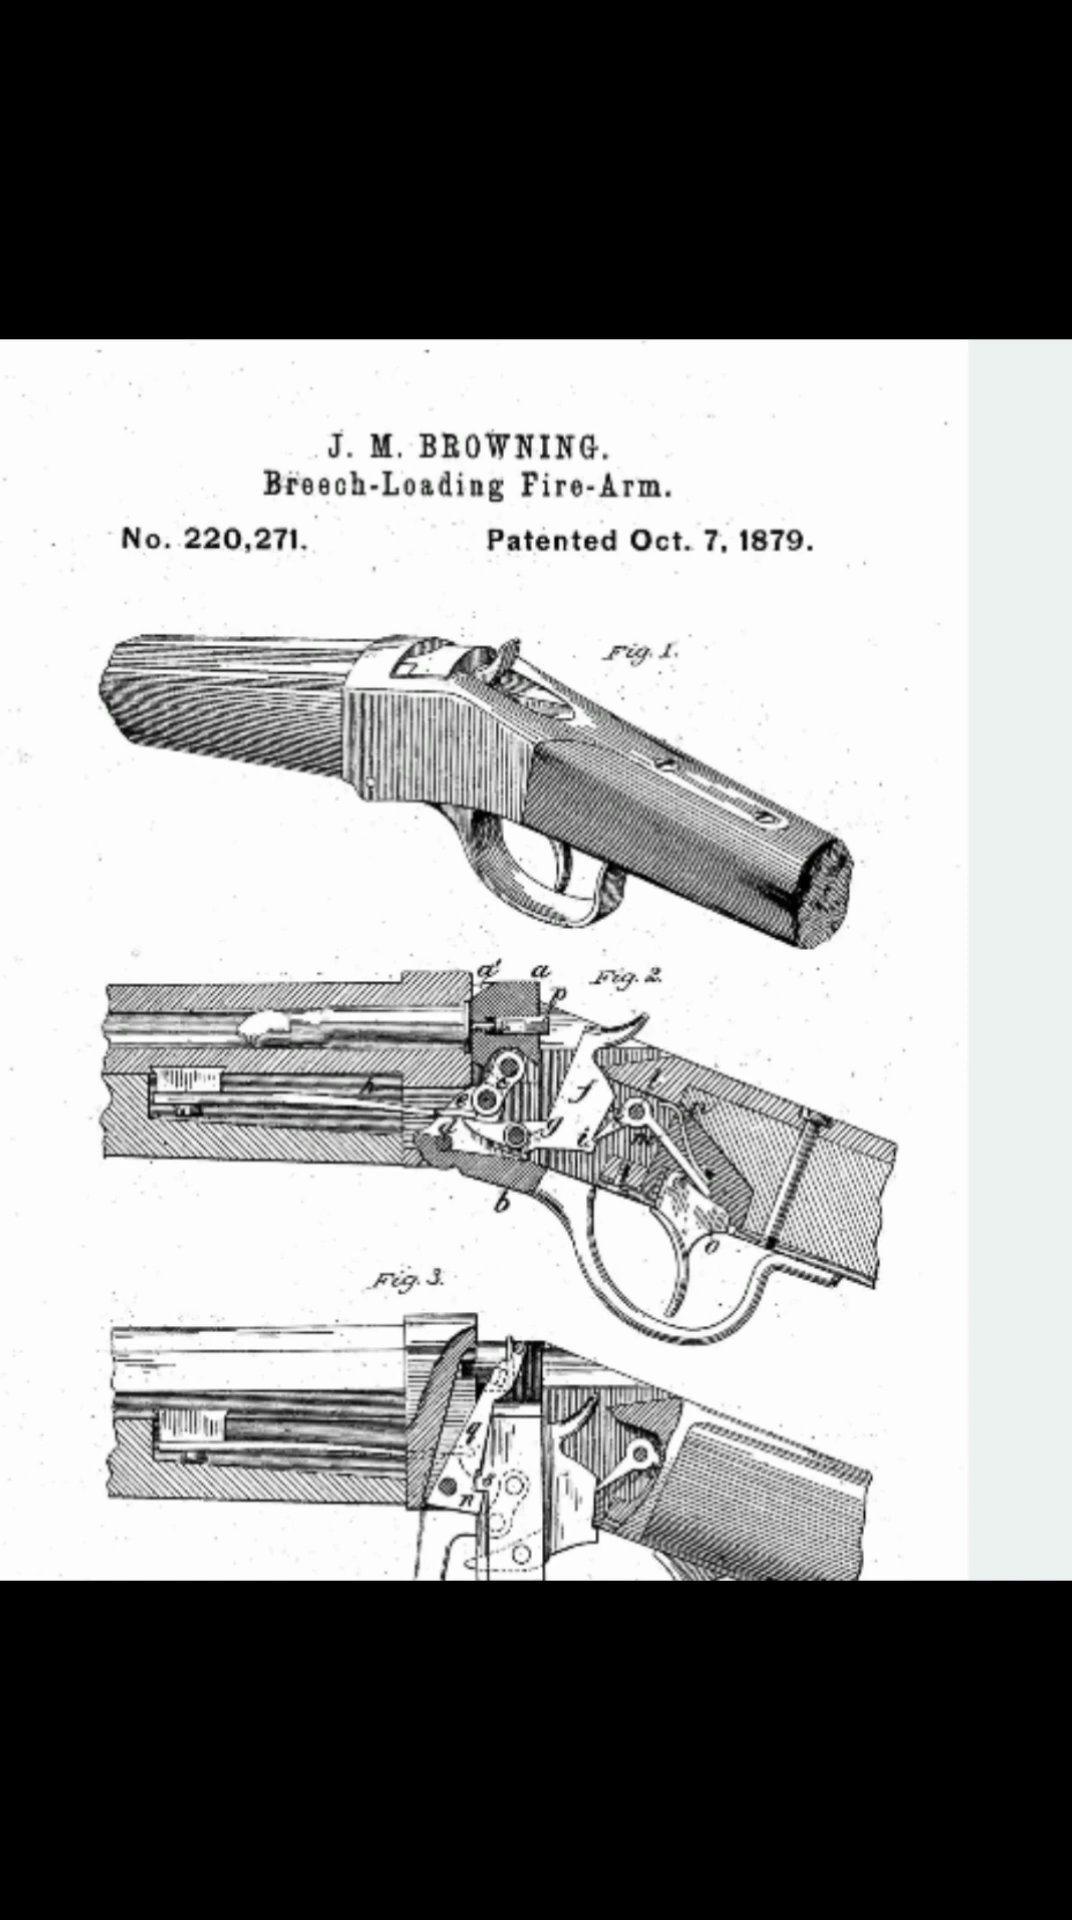 J. M. BROWNING.
Breech-Loading Fire-Arm.
No. 220,271.
Patented Oct. 7, 1879.
Fig. 1.
a' a Fig. 2.
p
h
e
f
g i m
b
o
Fig. 3.
q
s
n